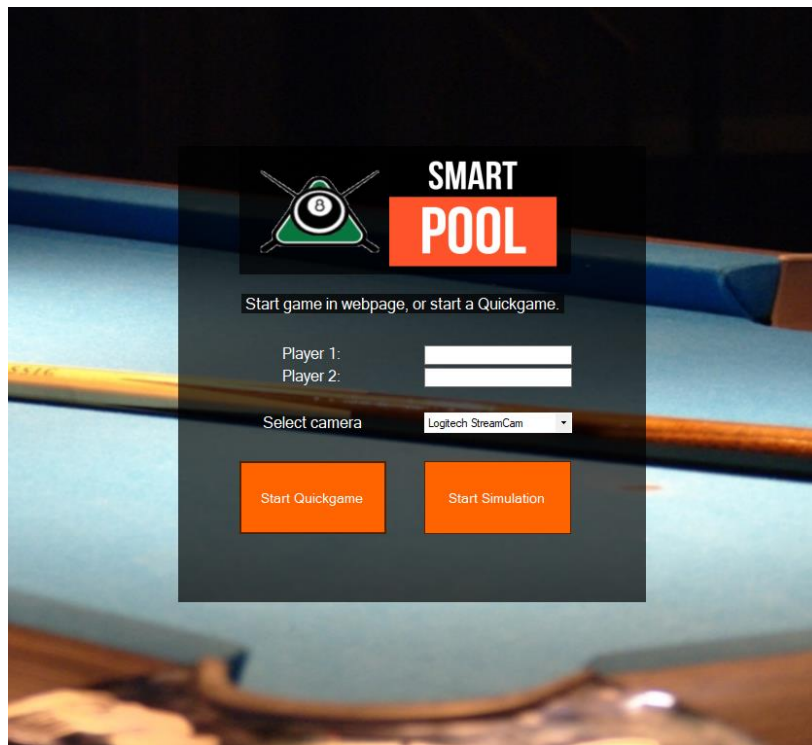 8
SMART
POOL
Start game in webpage, or start a Quickgame.
Player 1:
Player 2:
Select camera
Logitech StreamCam
Start Quickgame
Start Simulation